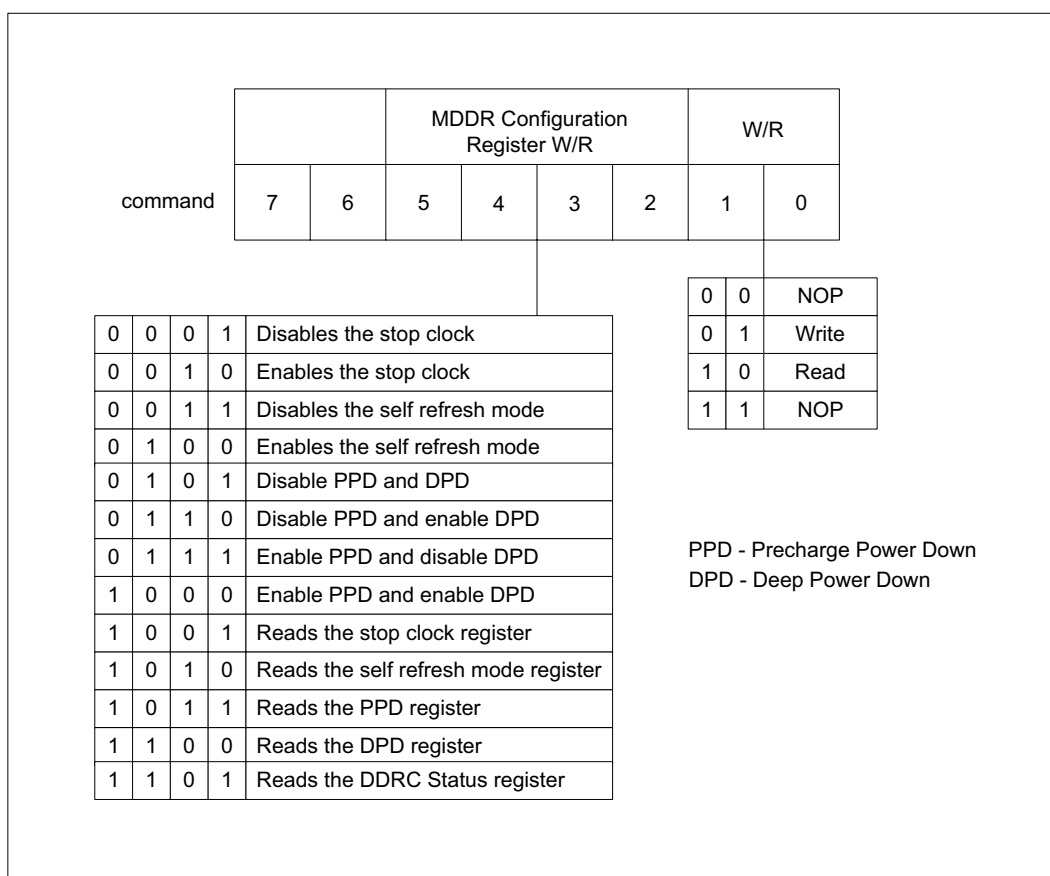 MDDR Configuration
Register W/R
W/R
command 7 6 5 4 3 2 1 0
0 0 NOP
0 1 Write
1 0 Read
1 1 NOP
0 0 0 1 Disables the stop clock
0 0 1 0 Enables the stop clock
0 0 1 1 Disables the self refresh mode
0 1 0 0 Enables the self refresh mode
0 1 0 1 Disable PPD and DPD
0 1 1 0 Disable PPD and enable DPD
0 1 1 1 Enable PPD and disable DPD
1 0 0 0 Enable PPD and enable DPD
1 0 0 1 Reads the stop clock register
1 0 1 0 Reads the self refresh mode register
1 0 1 1 Reads the PPD register
1 1 0 0 Reads the DPD register
1 1 0 1 Reads the DDRC Status register
PPD - Precharge Power Down
DPD - Deep Power Down